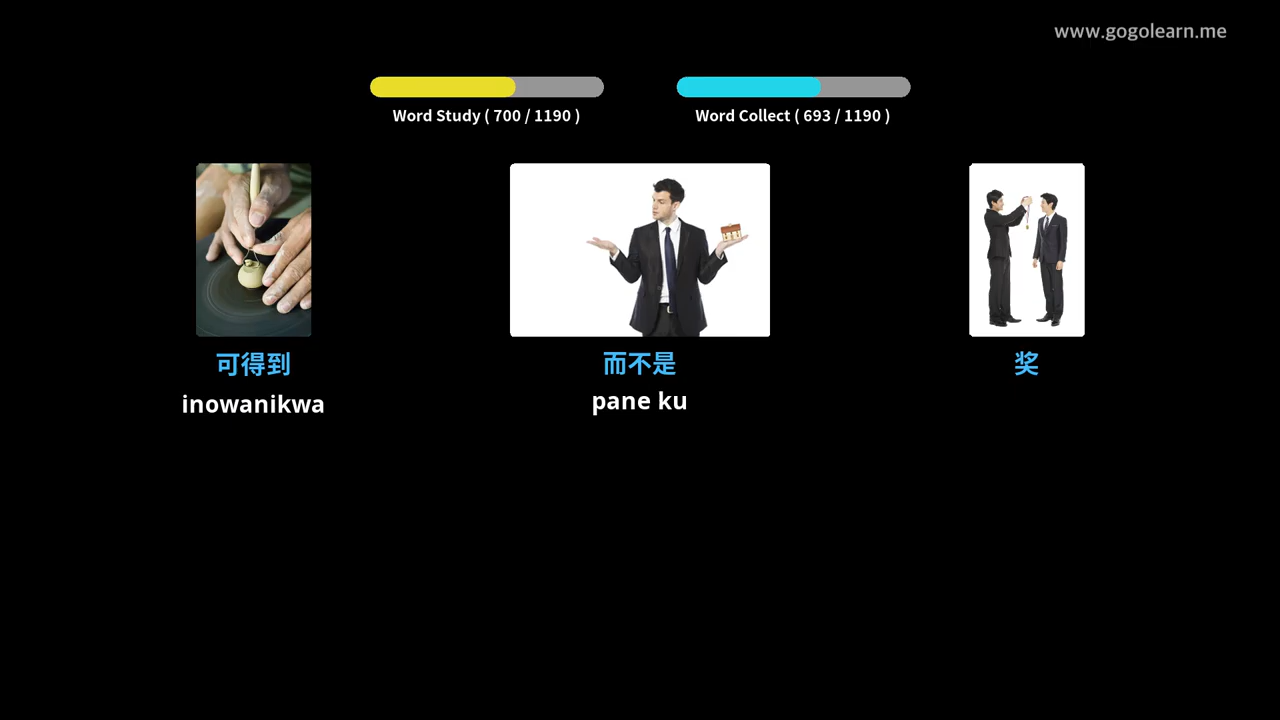 www.gogolearn.me
Word Study ( 700 / 1190 )
Word Collect ( 693 / 1190 )
可得到
而不是
奖
inowanikwa
pane ku